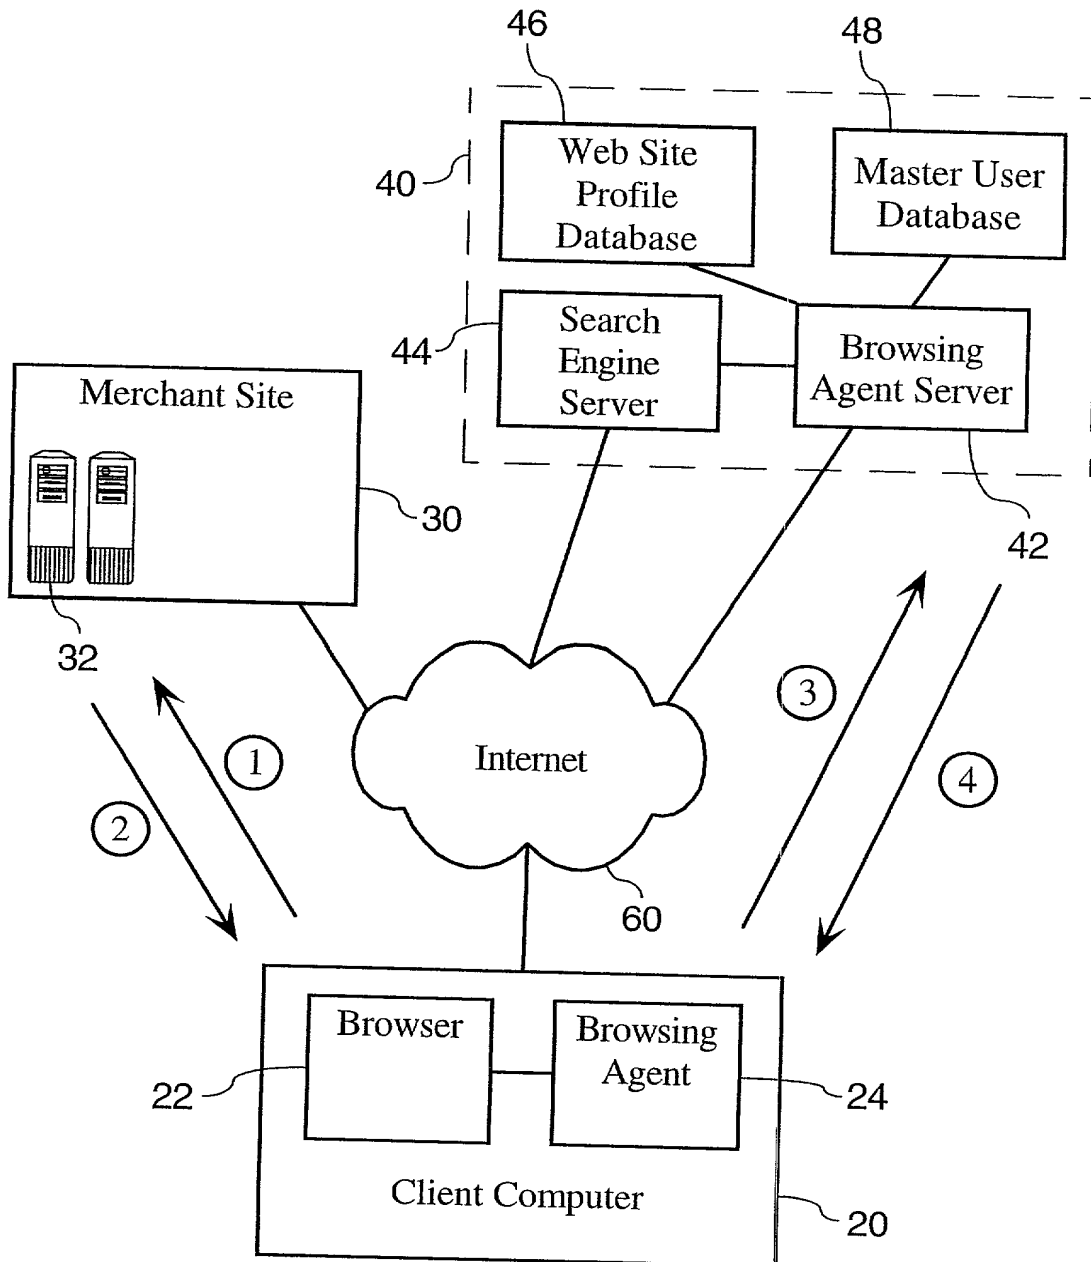 46
48
40
Web Site
Profile
Database
Master User
Database
44
Search
Engine
Server
Browsing
Agent Server
Merchant Site
30
42
32
3
1
Internet
4
2
60
Browser
Browsing
Agent
22
24
Client Computer
20